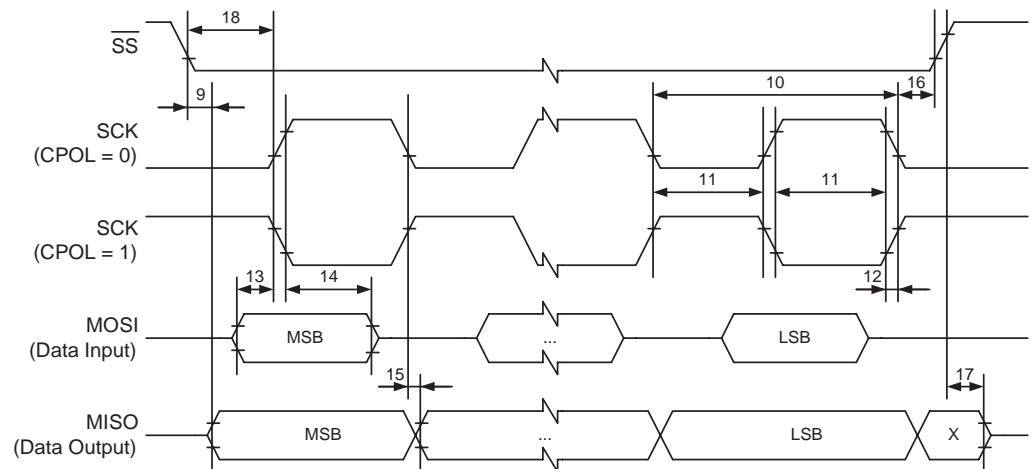 18
SS
10
9
16
SCK
(CPOL = 0)
11
11
SCK
(CPOL = 1)
13
14
12
MOSI
(Data Input)
MSB
...
LSB
15
17
MISO
(Data Output)
MSB
...
LSB
X